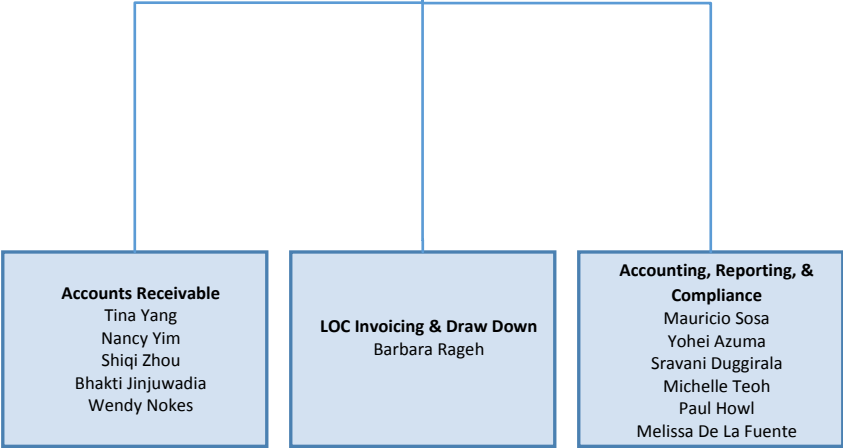 Accounts Receivable
Tina Yang
Nancy Yim
Shiqi Zhou
Bhakti Jinjuwadia
Wendy Nokes
LOC Invoicing & Draw Down
Barbara Rageh
Accounting, Reporting, &
Compliance
Mauricio Sosa
Yohei Azuma
Sravani Duggirala
Michelle Teoh
Paul Howl
Melissa De La Fuente